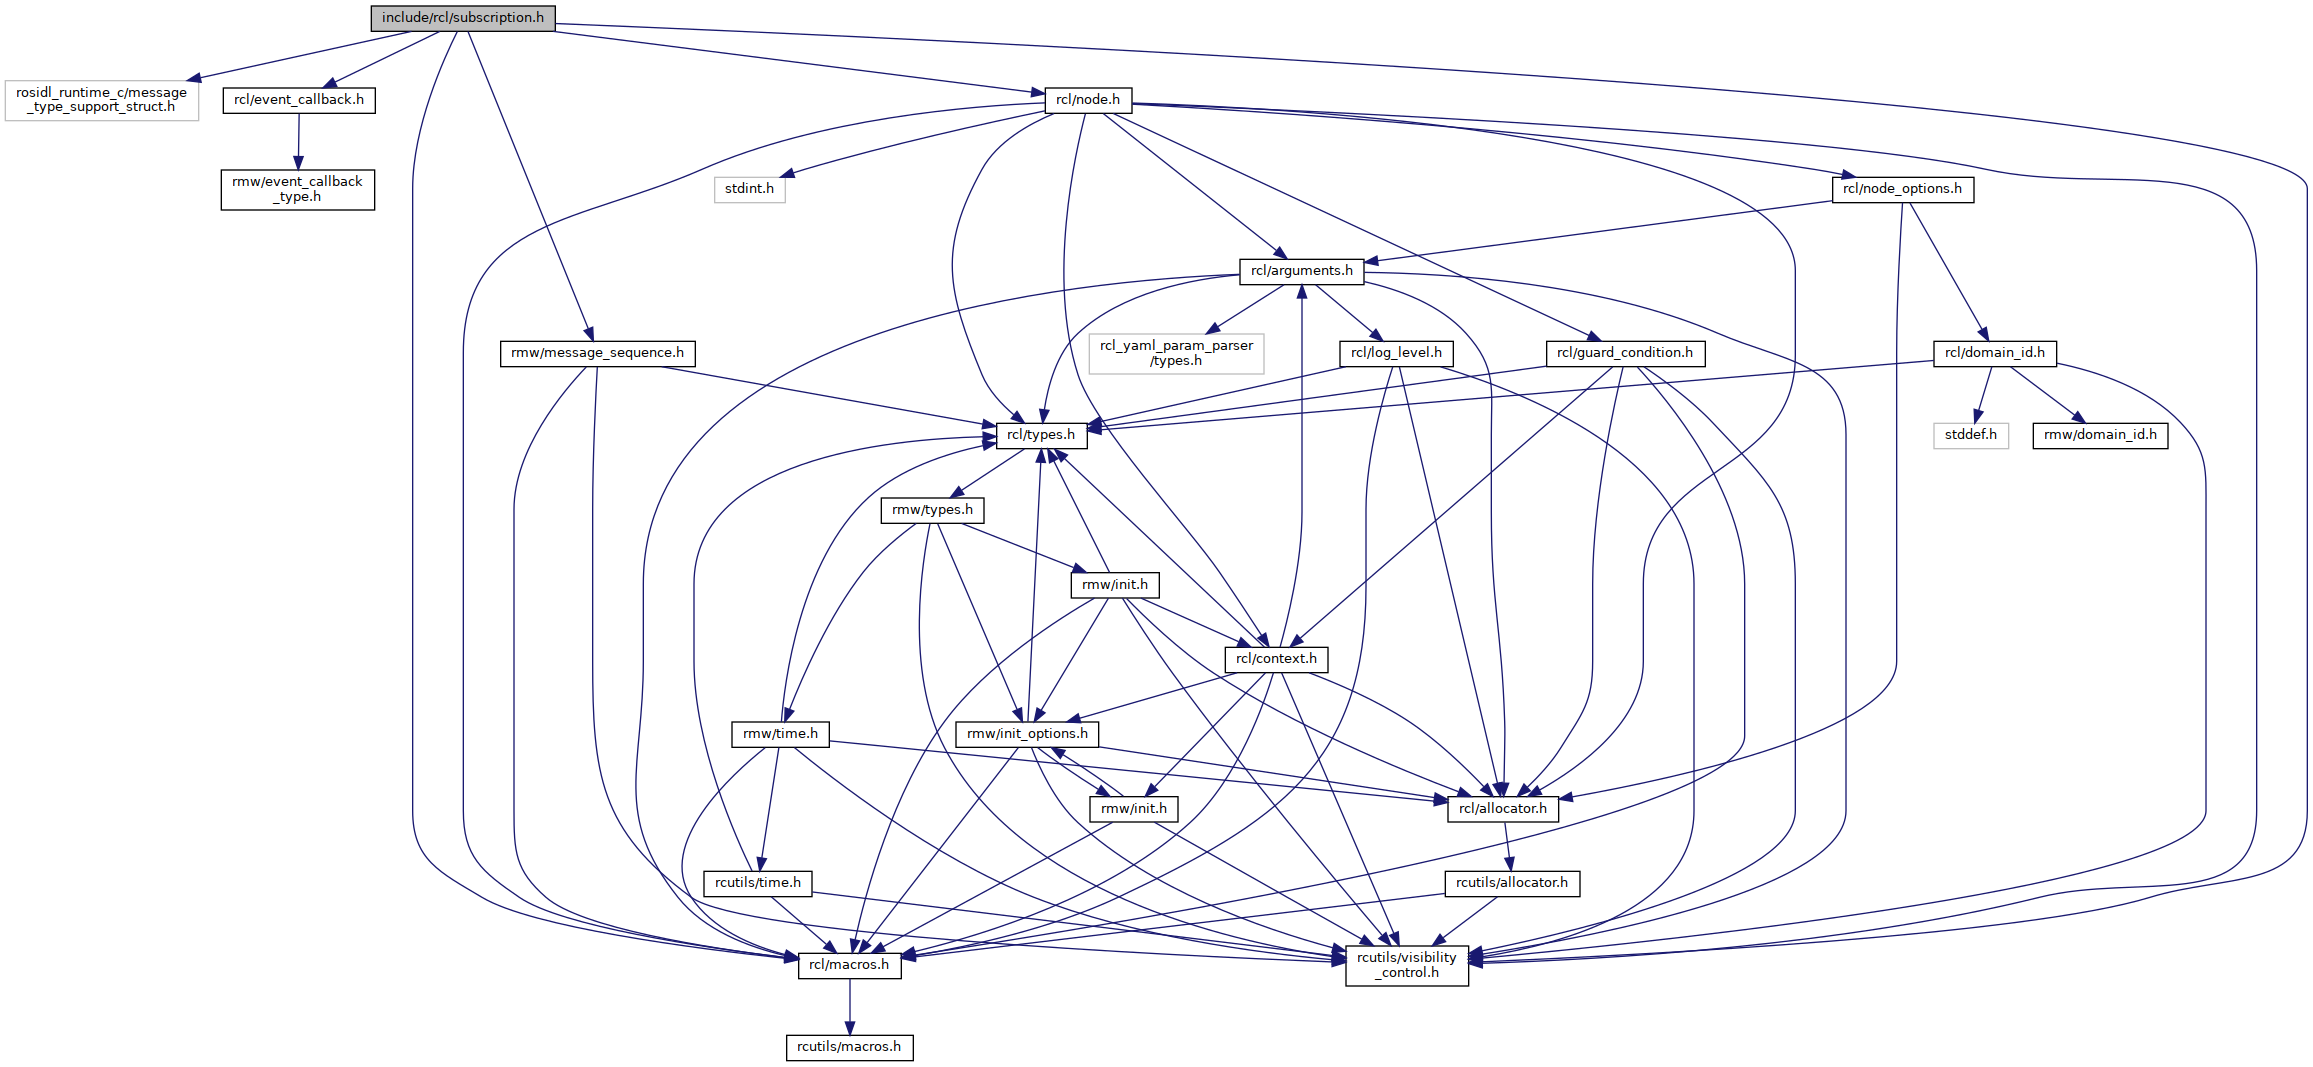 include/rcl/subscription.h
rosidl_runtime_c/message
_type_support_struct.h
rcl/event_callback.h
rcl/node.h
rmw/event_callback
_type.h
stdint.h
rcl/node_options.h
rcl/arguments.h
rmw/message_sequence.h
rcl_yaml_param_parser
/types.h
rcl/log_level.h
rcl/guard_condition.h
rcl/domain_id.h
rcl/types.h
stddef.h
rmw/domain_id.h
rmw/types.h
rmw/init.h
rcl/context.h
rmw/time.h
rmw/init_options.h
rmw/init.h
rcl/allocator.h
rcutils/time.h
rcutils/allocator.h
rcl/macros.h
rcutils/visibility
_control.h
rcutils/macros.h